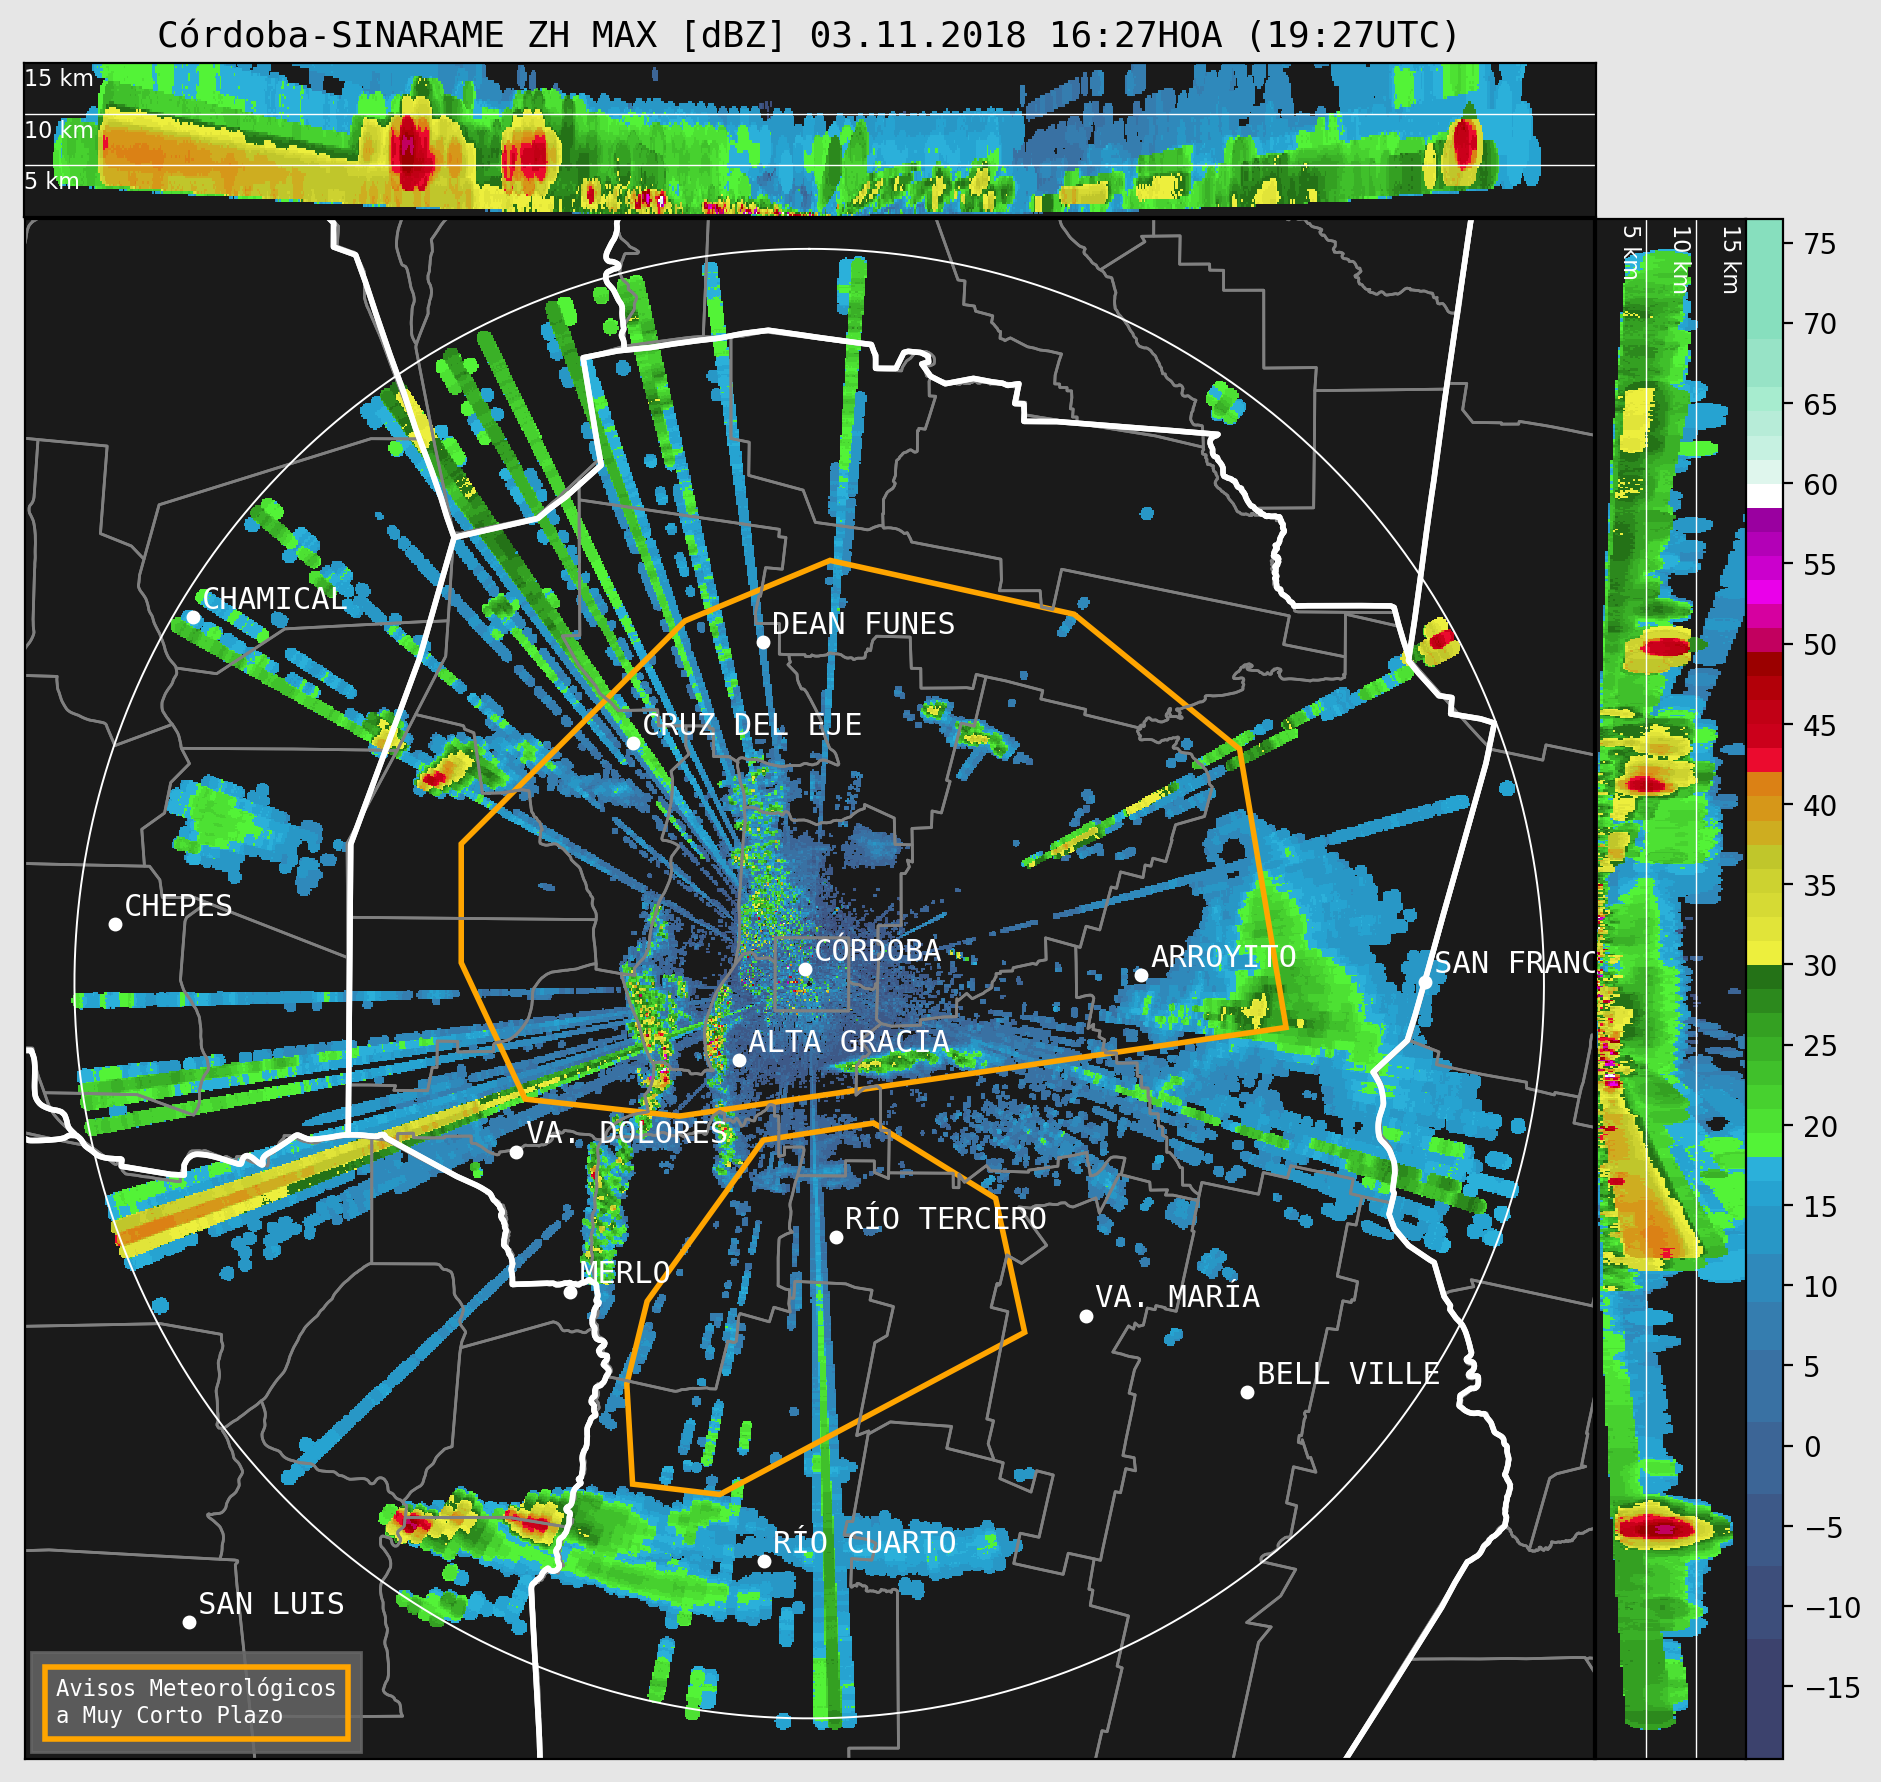 Córdoba-SINARAME ZH MAX [dBZ] 03.11.2018 16:27HOA (19:27UTC)
15 km
10 km
5 km
5 km
10 km
15 km
75
70
65
60
55
50
45
40
35
30
25
20
15
10
5
0
−5
−10
−15
CHAMICAL
DEAN FUNES
CRUZ DEL EJE
CHEPES
CÓRDOBA
ARROYITO
SAN FRANC
ALTA GRACIA
VA. DOLORES
RÍO TERCERO
MERLO
VA. MARÍA
BELL VILLE
RÍO CUARTO
SAN LUIS
Avisos Meteorológicos
a Muy Corto Plazo